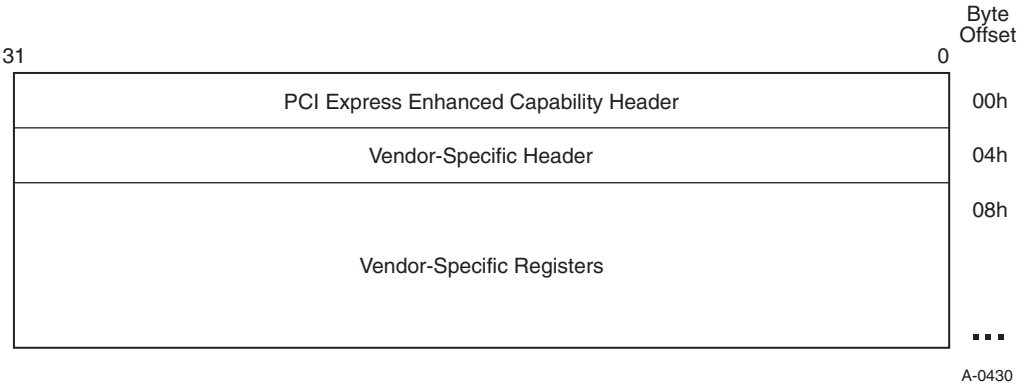 Byte
Offset
31 0
PCI Express Enhanced Capability Header 00h
Vendor-Specific Header 04h
08h
Vendor-Specific Registers
...
A-0430